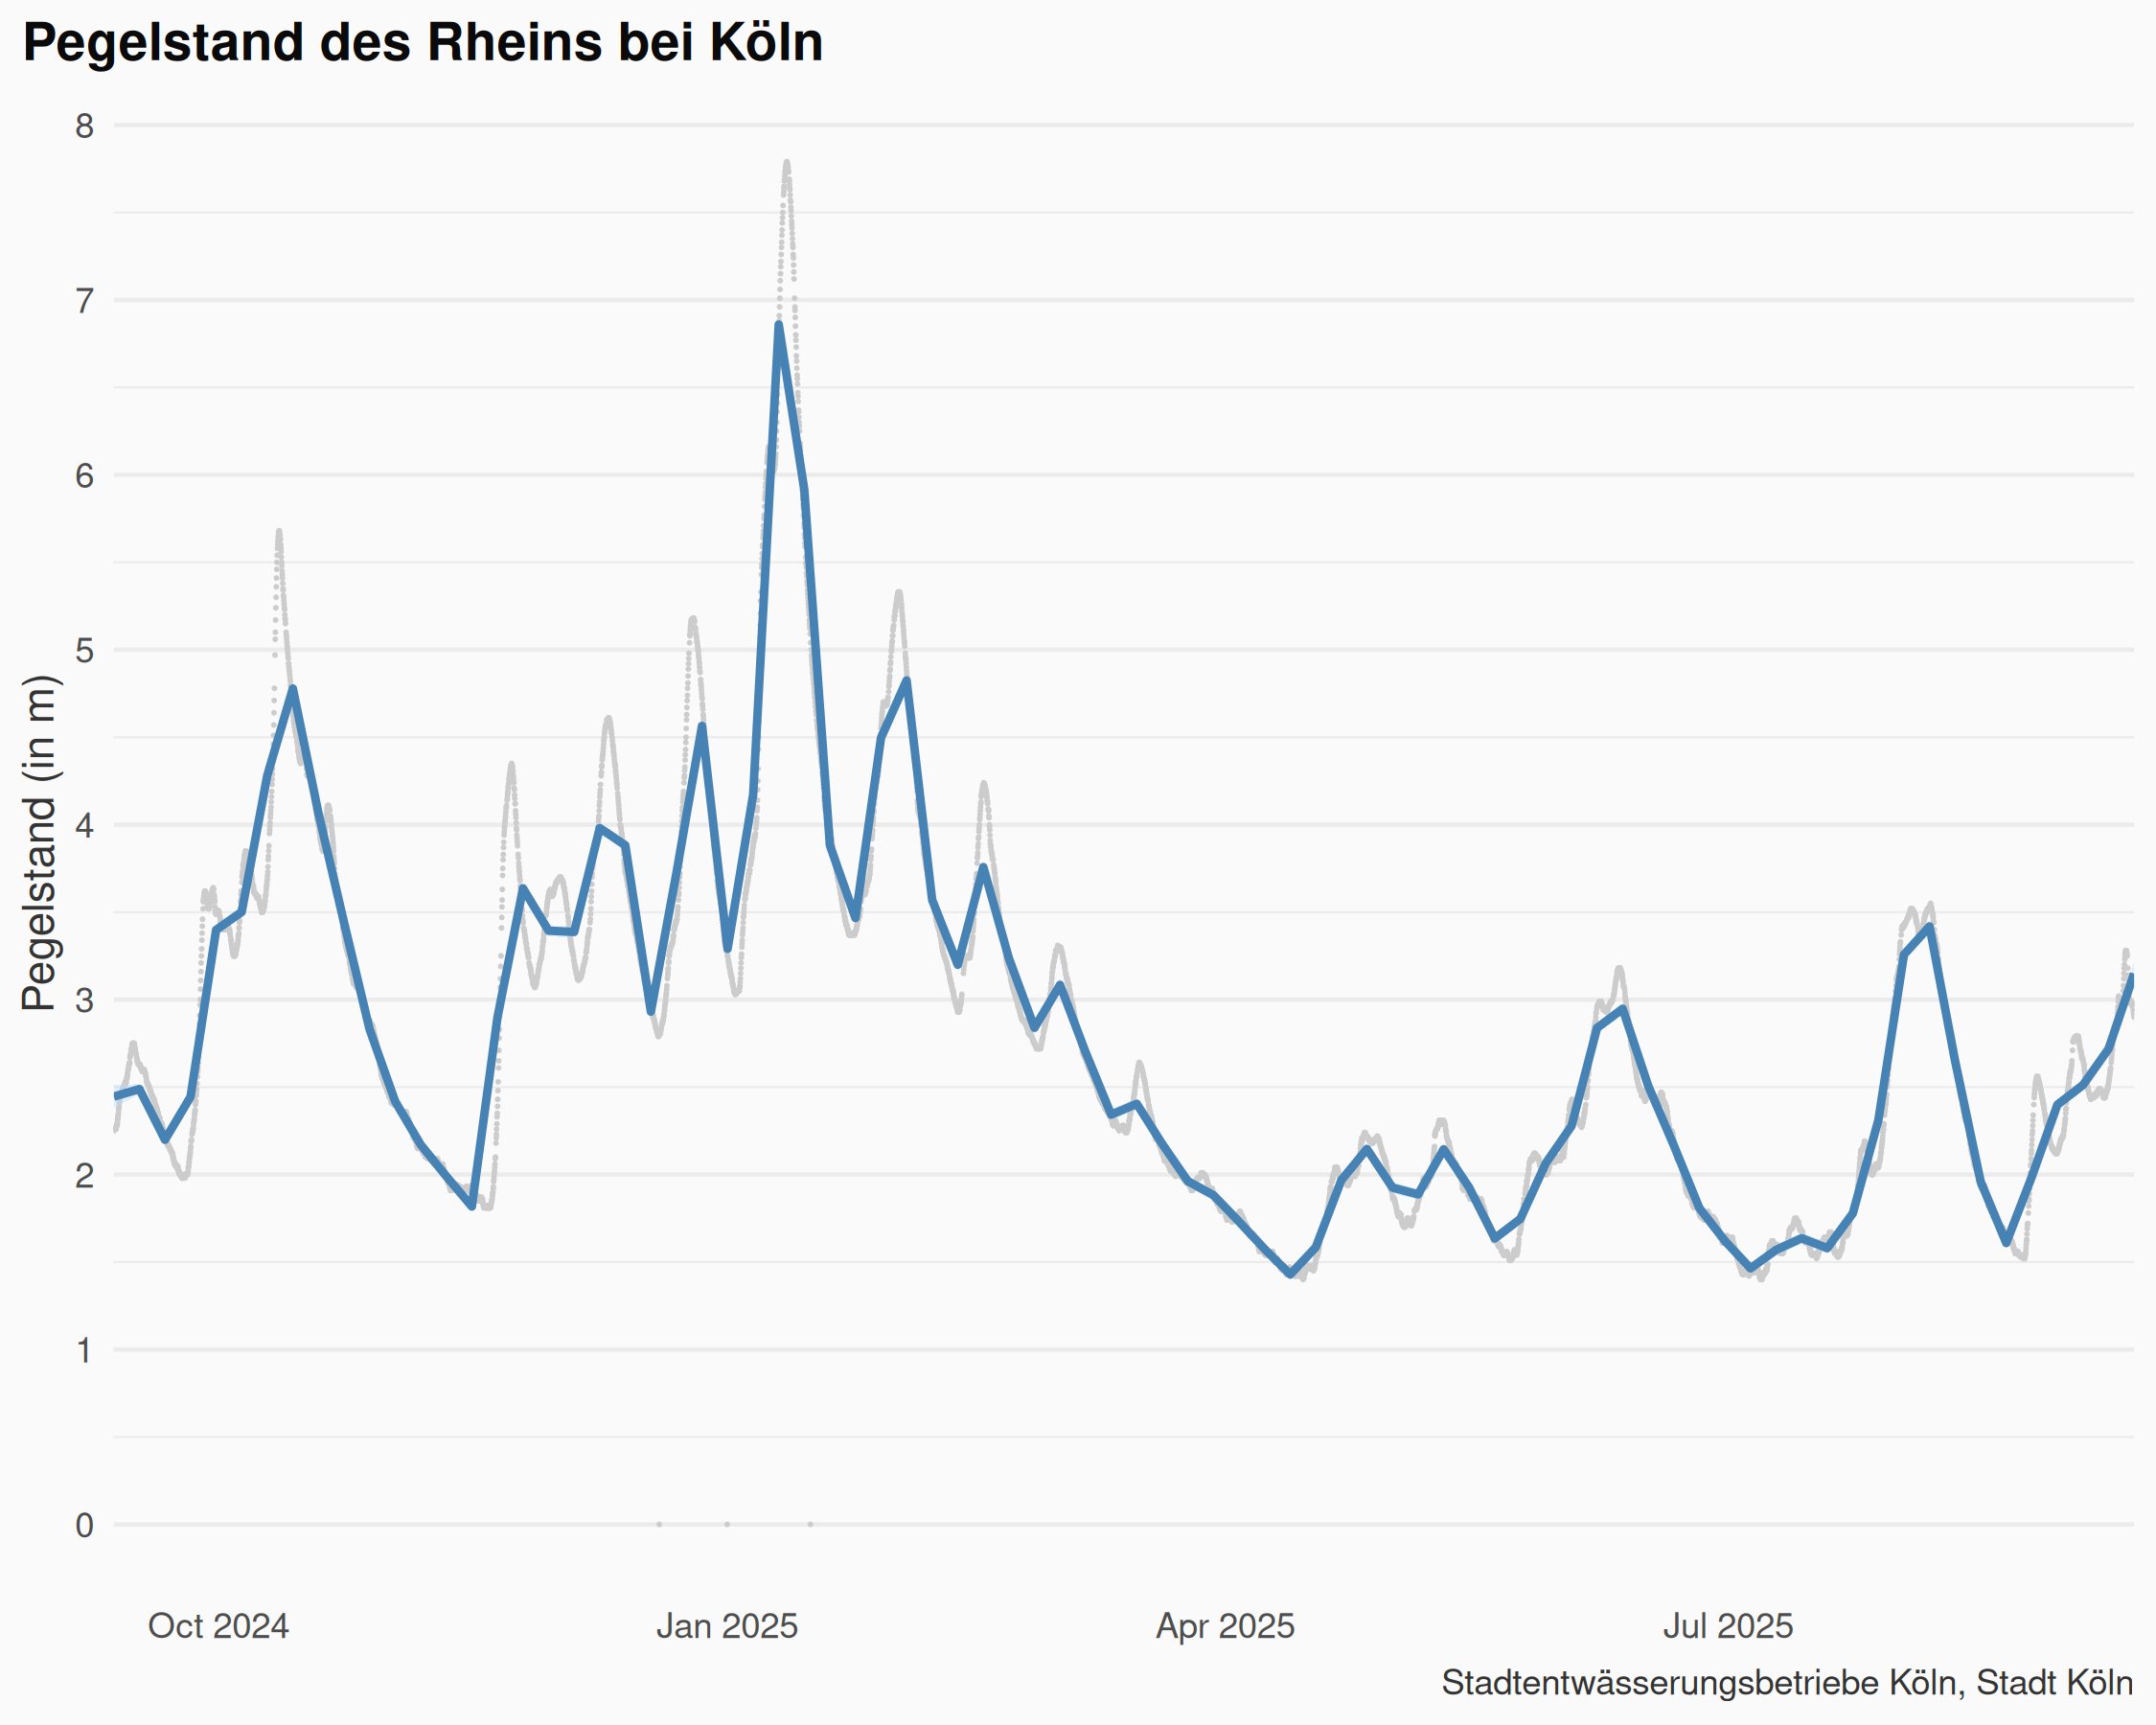 Pegelstand des Rheins bei Köln
Pegelstand (in m)
8
7
6
5
4
3
2
1
0
Oct 2024 Jan 2025 Apr 2025 Jul 2025
Stadtentwässerungsbetriebe Köln, Stadt Köln